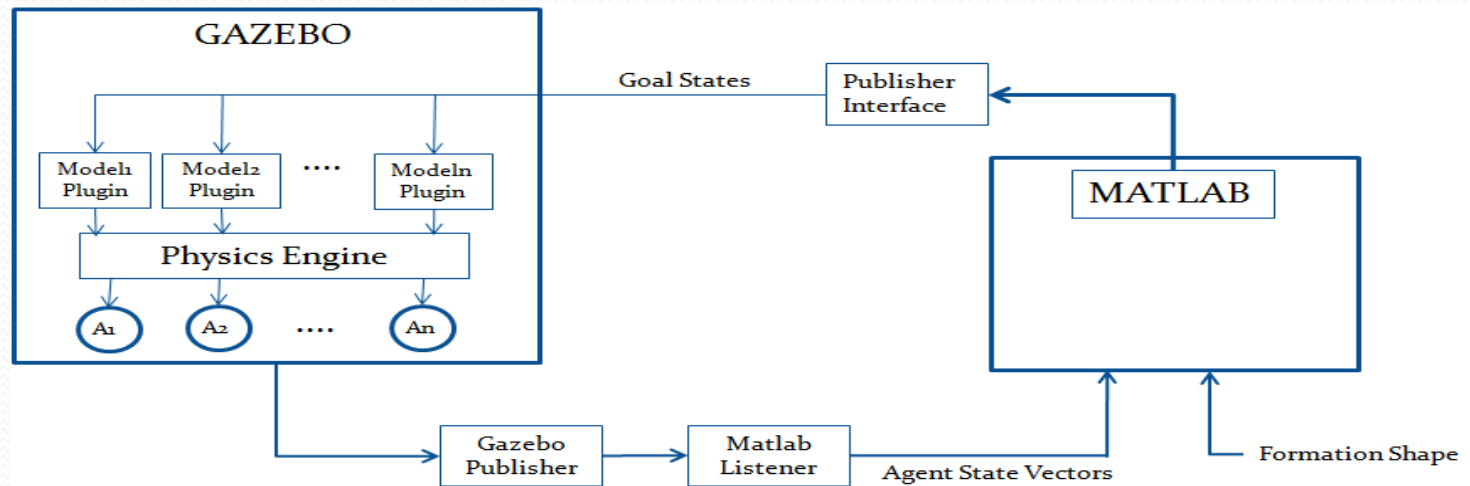 GAZEBO
Goal States
Publisher
Interface
Model1
Plugin
Model2
Plugin
....
Modeln
Plugin
MATLAB
Physics Engine
A1
A2
....
An
Gazebo
Publisher
Matlab
Listener
Agent State Vectors
Formation Shape